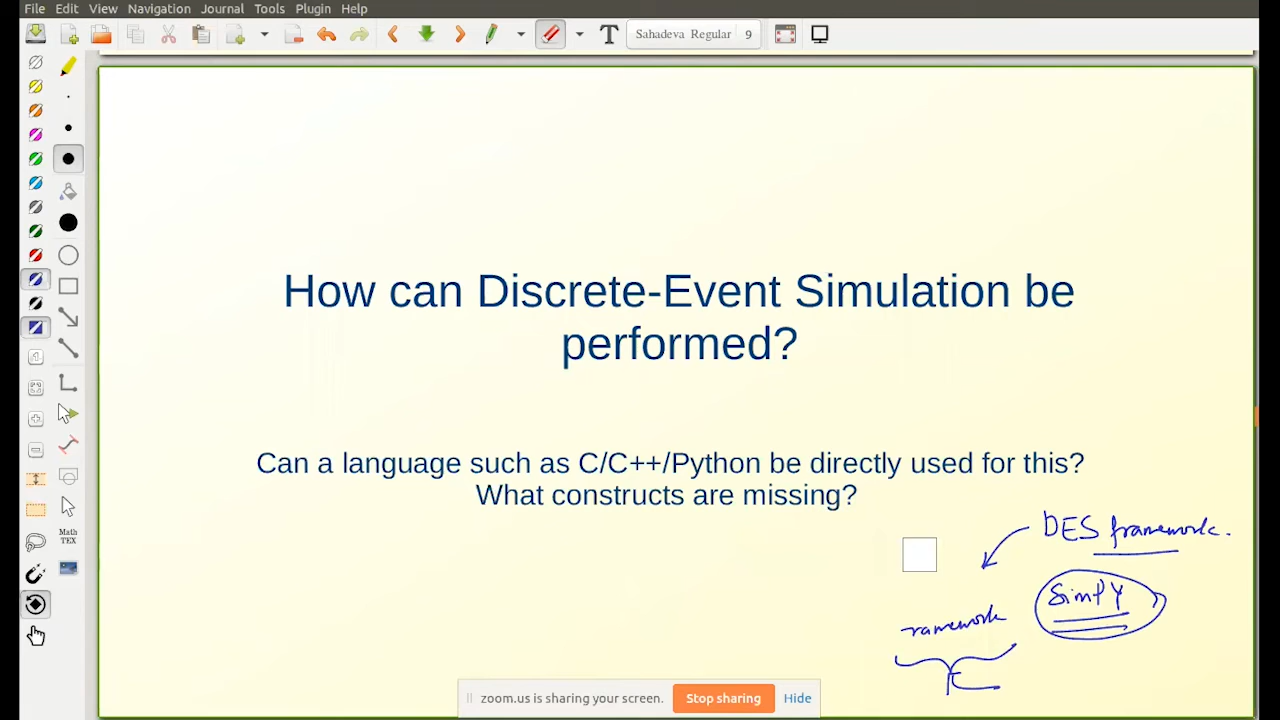 File Edit View Navigation Journal Tools Plugin Help
Sahadeva Regular 9
How can Discrete-Event Simulation be
performed?
Can a language such as C/C++/Python be directly used for this?
What constructs are missing?
DES framework.
SimPY
ramework
Math
TEX
zoom.us is sharing your screen. Stop sharing Hide